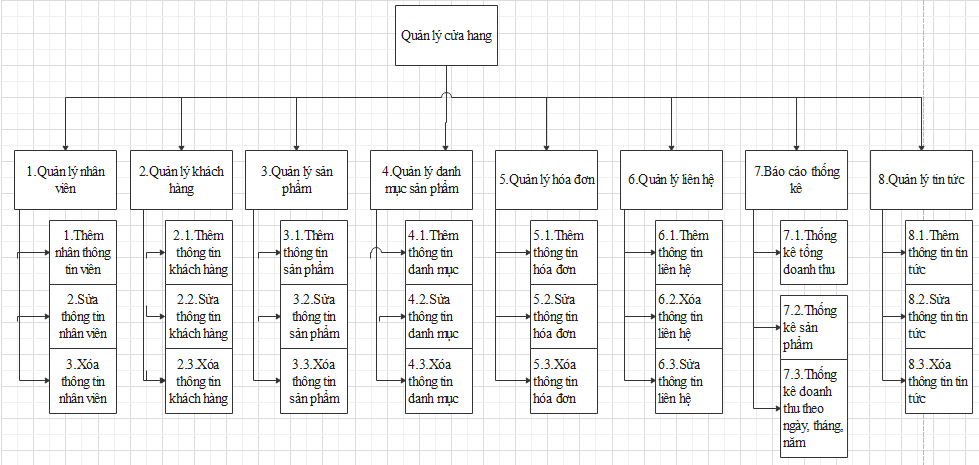 Quản lý cửa hang
1.Quản lý nhân
viên
2.Quản lý khách
hàng
3.Quản lý sản
phẩm
4.Quản lý danh
mục sản phẩm
5.Quản lý hóa đơn
6.Quản lý liên hệ
7.Báo cáo thống
kê
8.Quản lý tin tức
1.Thêm
nhân thông
tin viên
2.Sửa
thông tin
nhân viên
3.Xóa
thông tin
nhân viên
2.1.Thêm
thông tin
khách hàng
2.2.Sửa
thông tin
khách hàng
2.3.Xóa
thông tin
khách hàng
3.1.Thêm
thông tin
sản phẩm
3.2.Sửa
thông tin
sản phẩm
3.3.Xóa
thông tin
sản phẩm
4.1.Thêm
thông tin
danh mục
4.2.Sửa
thông tin
danh mục
4.3.Xóa
thông tin
danh mục
5.1.Thêm
thông tin
hóa đơn
5.2.Sửa
thông tin
hóa đơn
5.3.Xóa
thông tin
hóa đơn
6.1.Thêm
thông tin
liên hệ
6.2.Xóa
thông tin
liên hệ
6.3.Sửa
thông tin
liên hệ
7.1.Thống
kê tổng
doanh thu
7.2.Thống
kê sản
phẩm
7.3.Thống
kê doanh
thu theo
ngày, tháng,
năm
8.1.Thêm
thông tin tin
tức
8.2.Sửa
thông tin tin
tức
8.3.Xóa
thông tin tin
tức